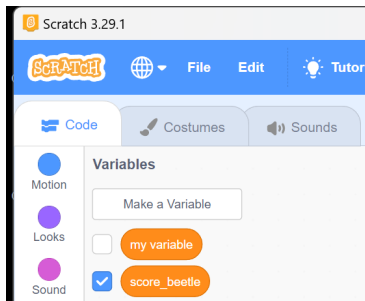 Scratch 3.29.1
SCRATCH File Edit Tutor
Code Costumes Sounds
Variables
Motion
Make a Variable
Looks
my variable
Sound
score_beetle